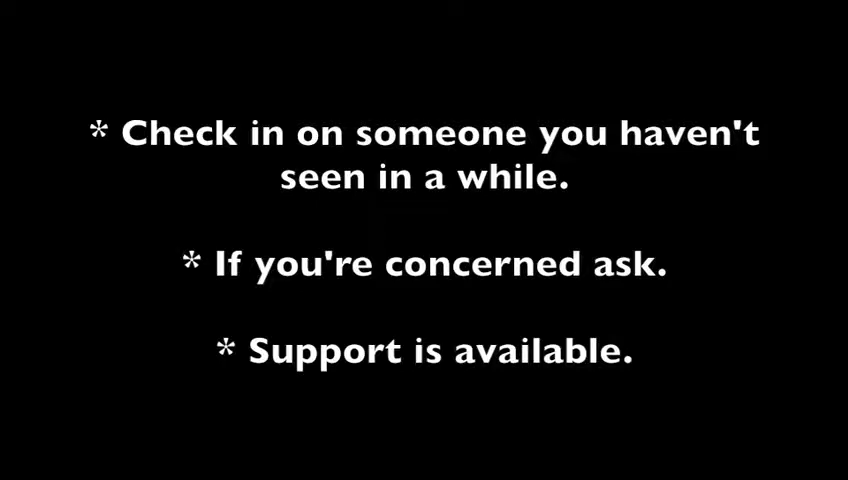 * Check in on someone you haven't
seen in a while.
* If you're concerned ask.
* Support is available.